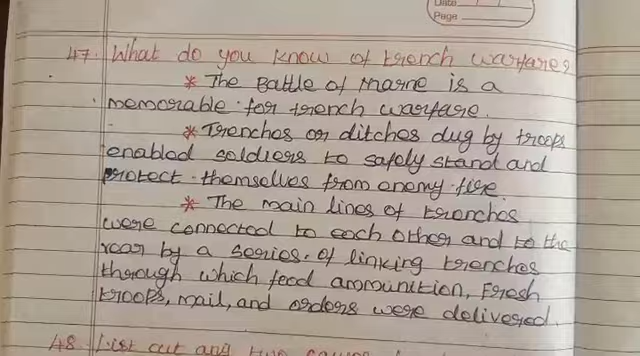 Date
Page
47. What do you know of trench warfare?
* The Battle of Marne is a
memorable for trench warfare.
* Trenches or ditches dug by troops
enabled soldiers to safely stand and
protect themselves from enemy fire.
* The main lines of trenches
were connected to each other and to the
rear by a series of linking trenches
through which food ammunition, Fresh
troops, mail, and orders were delivered.
48. List out any two